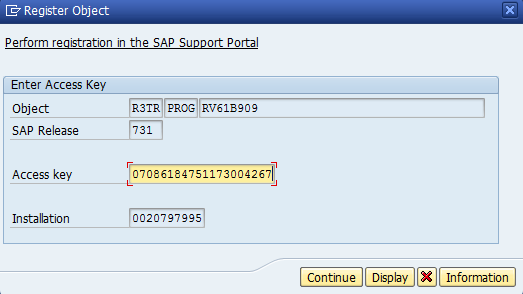 Register Object
Perform registration in the SAP Support Portal
Enter Access Key
Object R3TR PROG RV61B909
SAP Release 731
Access key 07086184751173004267
Installation 0020797995
Continue Display Information